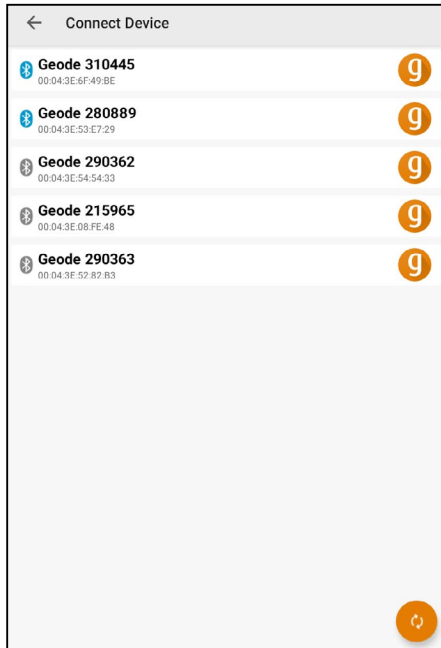 Connect Device
Geode 310445
00:04:3E:6F:49:BE
g
Geode 280889
00:04:3E:53:E7:29
g
Geode 290362
00:04:3E:54:54:33
g
Geode 215965
00:04:3E:08:FE:48
g
Geode 290363
00:04:3E:52:82:B3
g